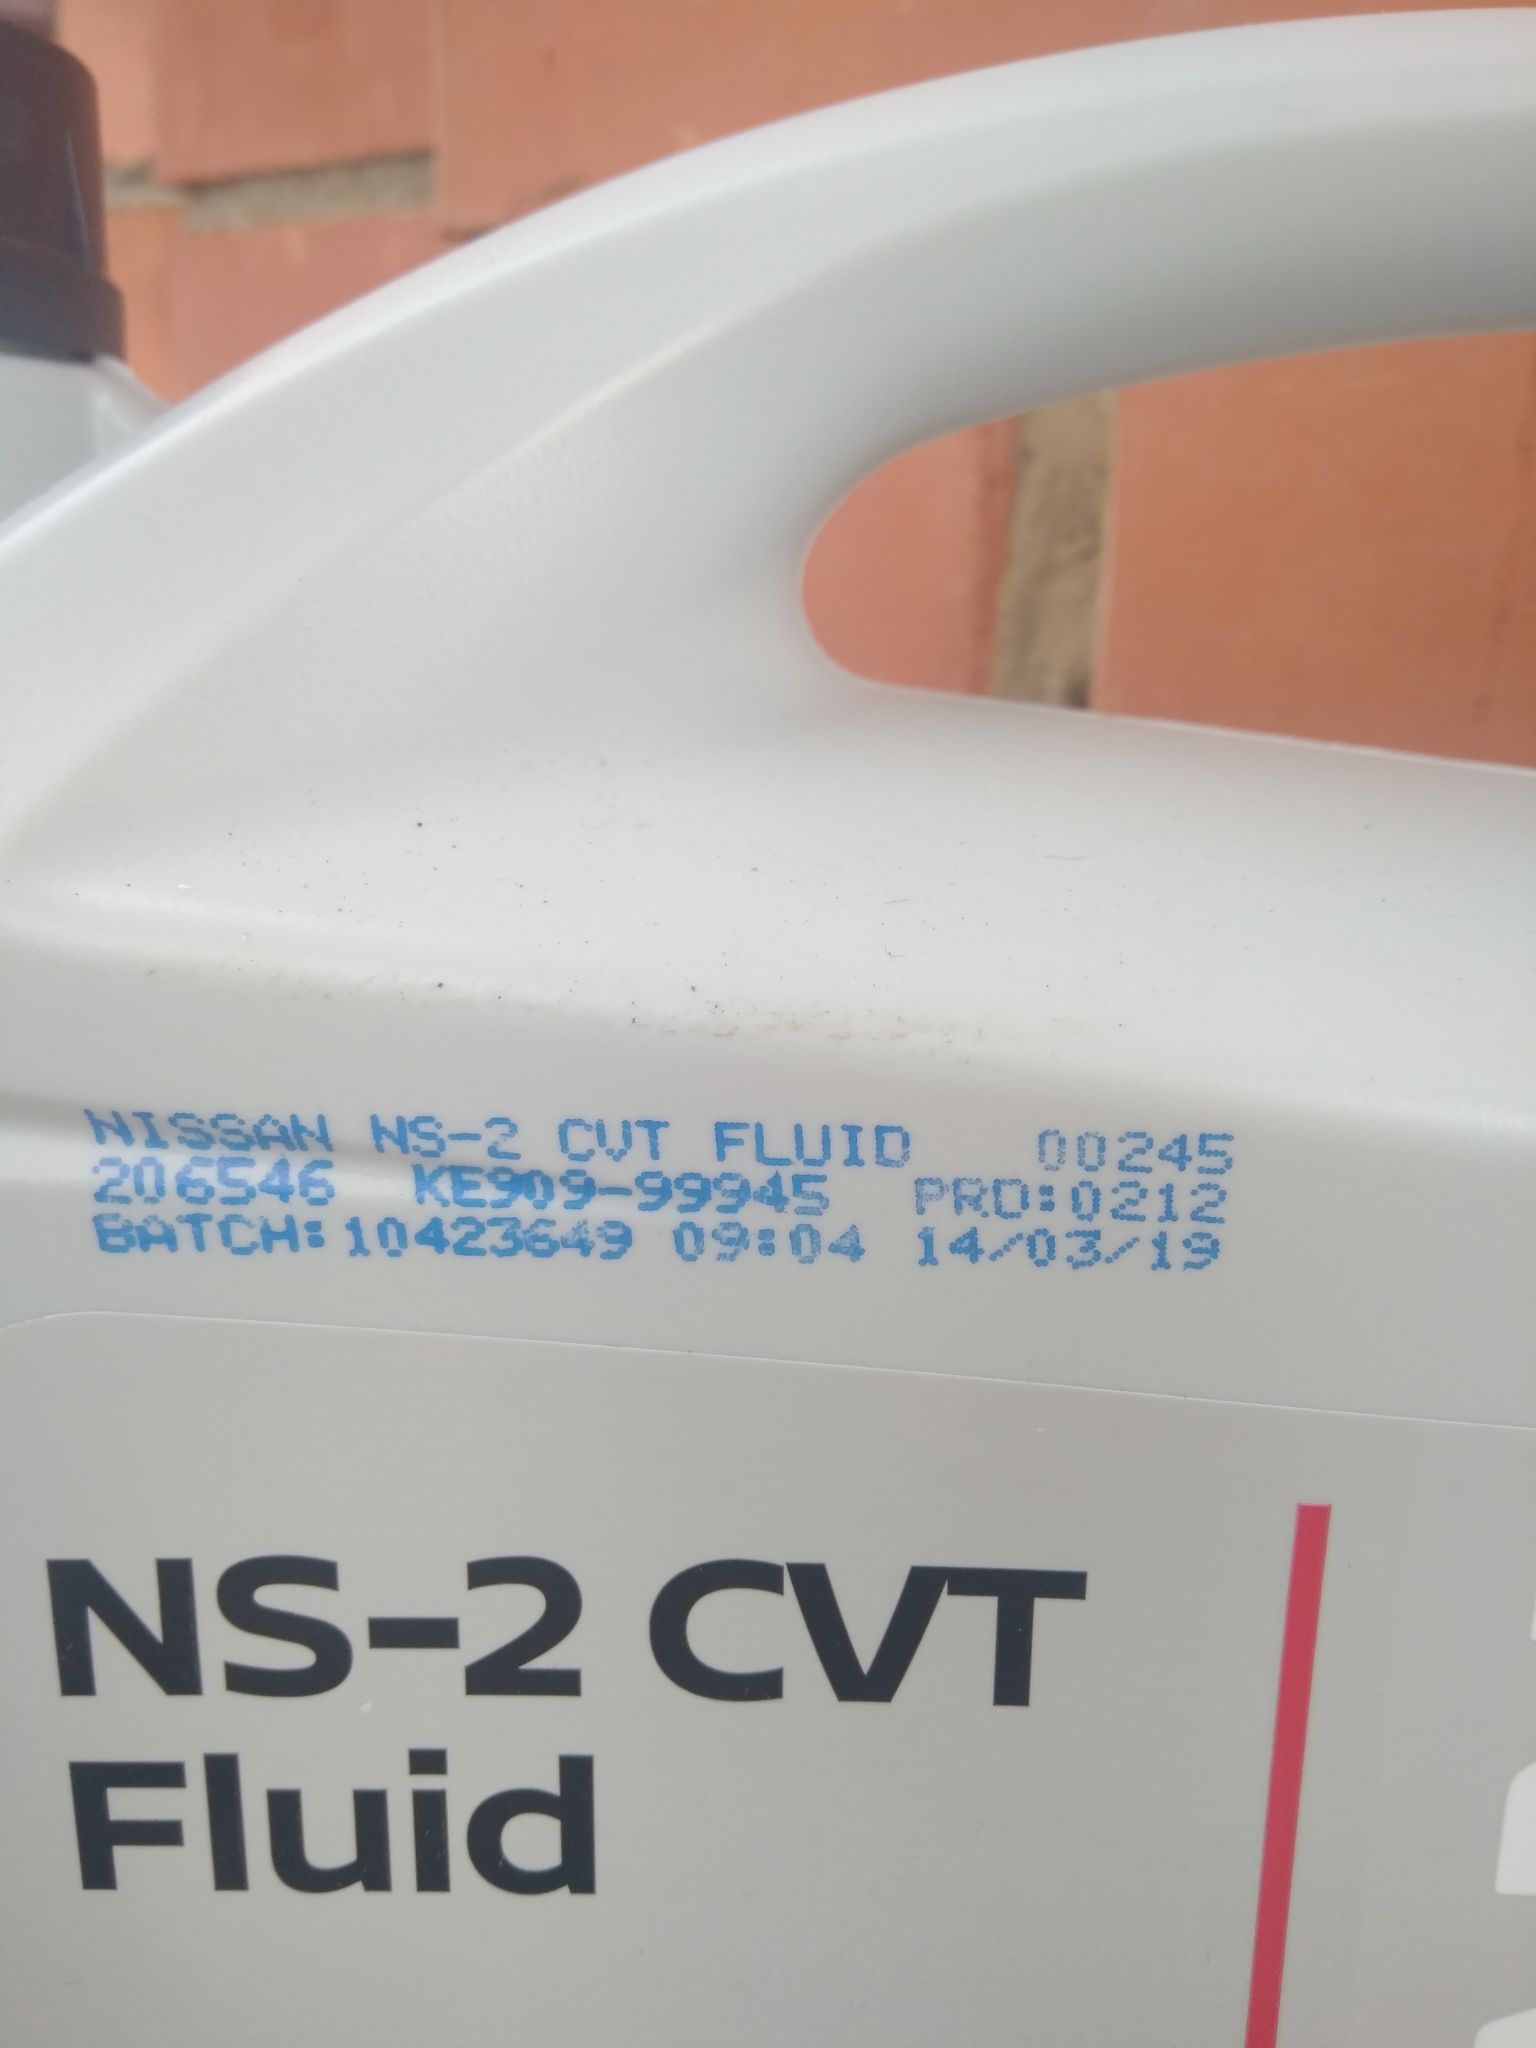 NISSAN NS-2 CVT FLUID 00245
206546 KE909-99945 PRD:0212
BATCH:10423649 09:04 14/03/19
NS-2 CVT
Fluid